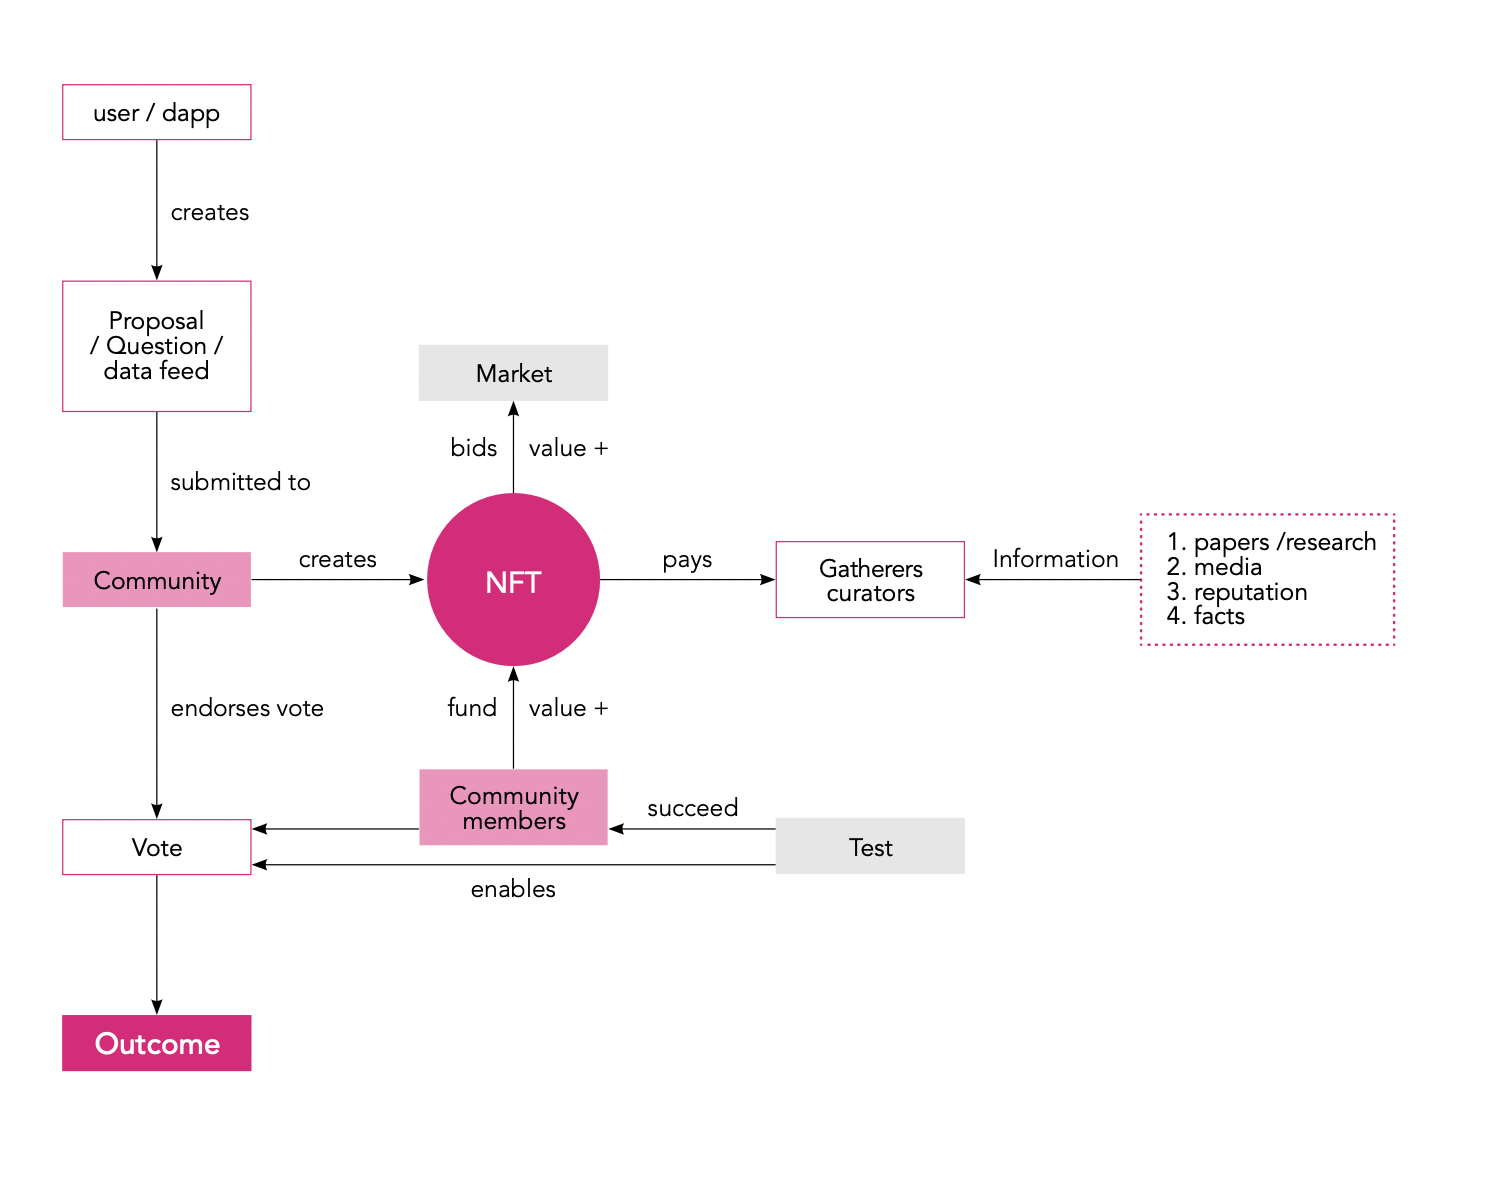 user / dapp
creates
Proposal
/ Question /
data feed
submitted to
Community
creates
endorses vote
Vote
Outcome
Market
bids
value +
NFT
pays
Gatherers
curators
Information
1. papers /research
2. media
3. reputation
4. facts
fund
value +
Community
members
succeed
Test
enables